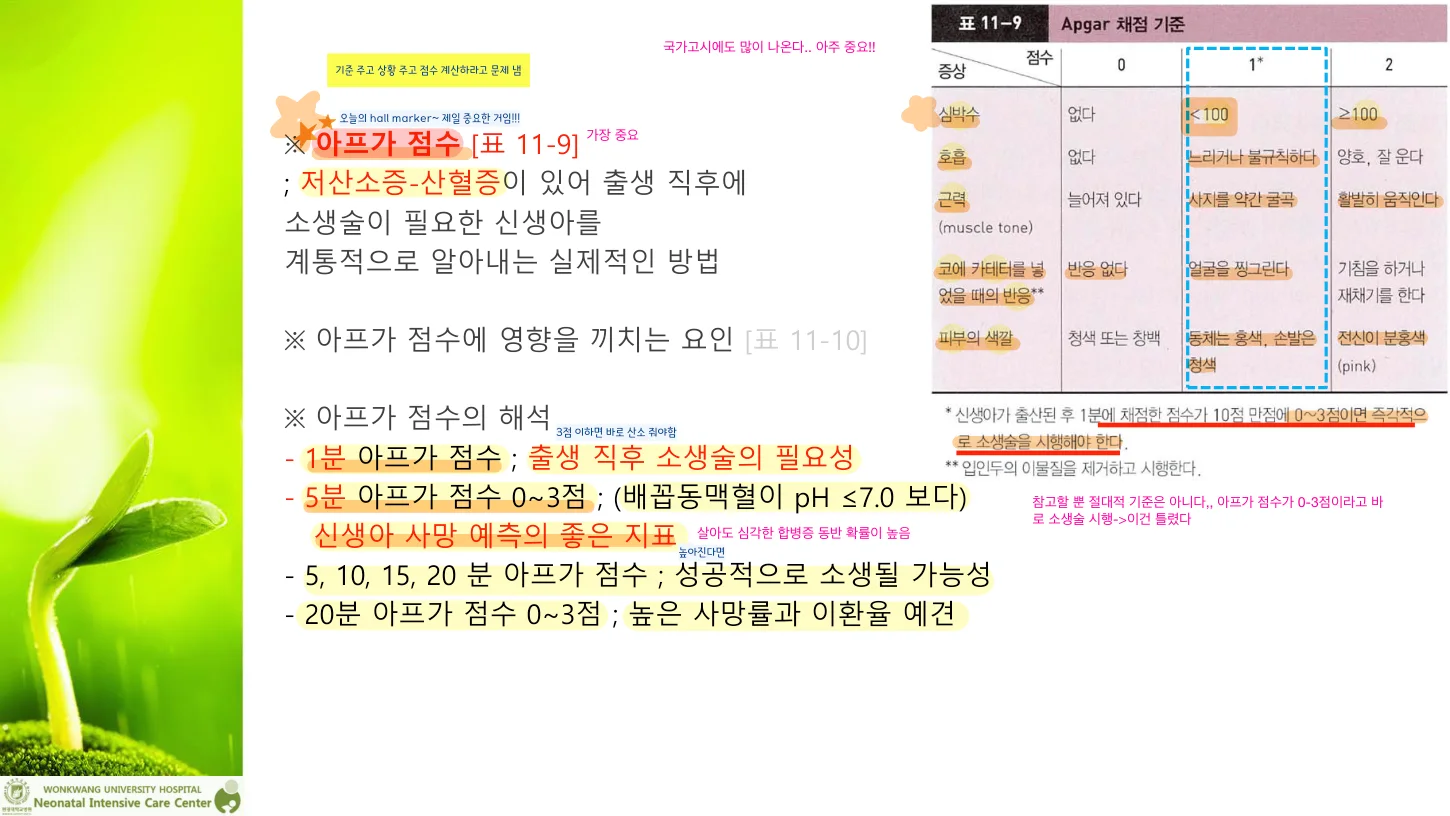 국가고시에도 많이 나온다.. 아주 중요!!
기준 주고 상황 주고 점수 계산하라고 문제 냄
오늘의 hall marker~ 제일 중요한 거임!!!
※ 아프가 점수 [표 11-9] 가장 중요
; 저산소증-산혈증이 있어 출생 직후에
소생술이 필요한 신생아를
계통적으로 알아내는 실제적인 방법
※ 아프가 점수에 영향을 끼치는 요인 [표 11-10]
※ 아프가 점수의 해석
3점 이하면 바로 산소 줘야함
- 1분 아프가 점수 ; 출생 직후 소생술의 필요성
- 5분 아프가 점수 0~3점 ; (배꼽동맥혈이 pH ≤7.0 보다)
신생아 사망 예측의 좋은 지표 살아도 심각한 합병증 동반 확률이 높음
높아진다면
- 5, 10, 15, 20 분 아프가 점수 ; 성공적으로 소생될 가능성
- 20분 아프가 점수 0~3점 ; 높은 사망률과 이환율 예견
표 11-9 Apgar 채점 기준
점수
증상 0 1* 2
심박수 없다 <100 ≥100
호흡 없다 느리거나 불규칙하다 양호, 잘 운다
근력 늘어져 있다 사지를 약간 굴곡 활발히 움직인다
(muscle tone)
코에 카테터를 넣 반응 없다 얼굴을 찡그린다 기침을 하거나
었을 때의 반응** 재채기를 한다
피부의 색깔 청색 또는 창백 동체는 홍색, 손발은 전신이 분홍색
청색 (pink)
* 신생아가 출산된 후 1분에 채점한 점수가 10점 만점에 0~3점이면 즉각적으
로 소생술을 시행해야 한다.
** 입인두의 이물질을 제거하고 시행한다.
참고할 뿐 절대적 기준은 아니다,, 아프가 점수가 0-3점이라고 바
로 소생술 시행->이건 틀렸다
WONKWANG UNIVERSITY HOSPITAL
Neonatal Intensive Care Center